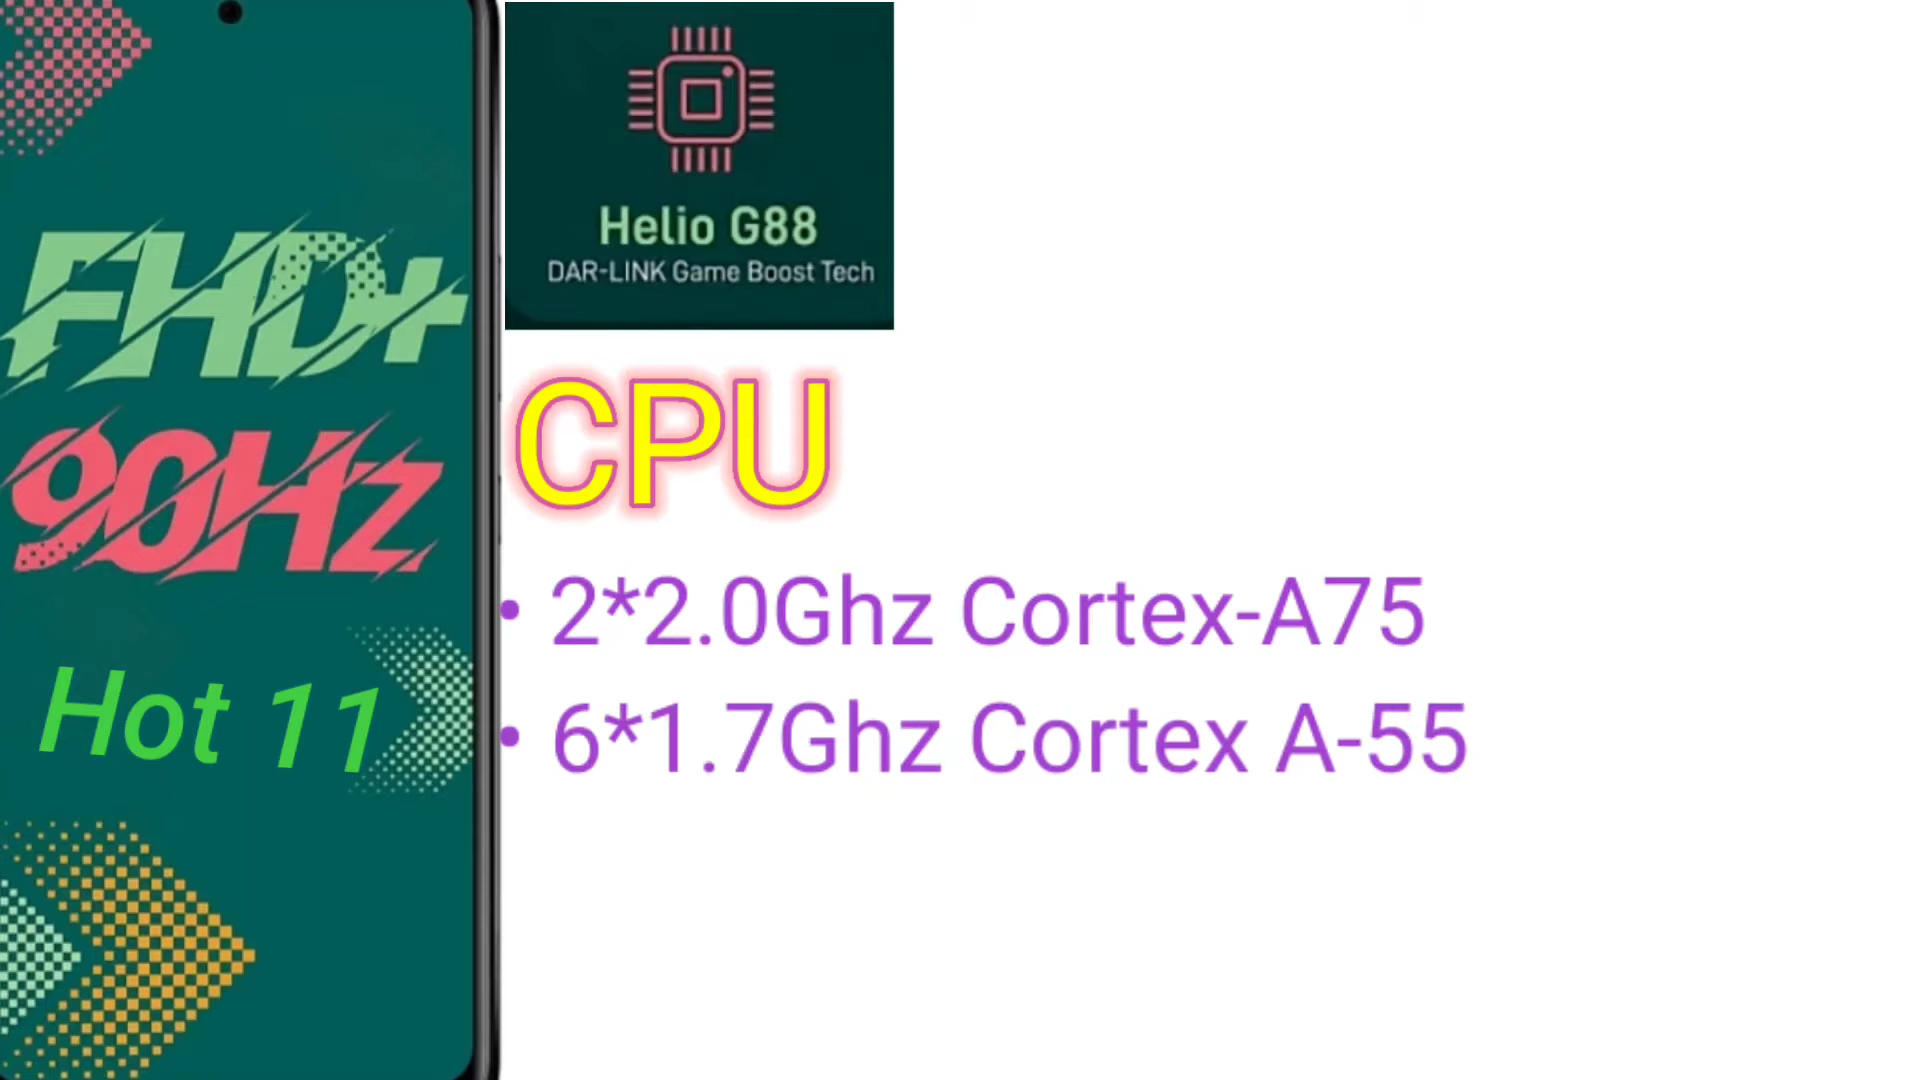 FHD+
90Hz
Hot 11
Helio G88
DAR-LINK Game Boost Tech
CPU
• 2*2.0Ghz Cortex-A75
• 6*1.7Ghz Cortex A-55